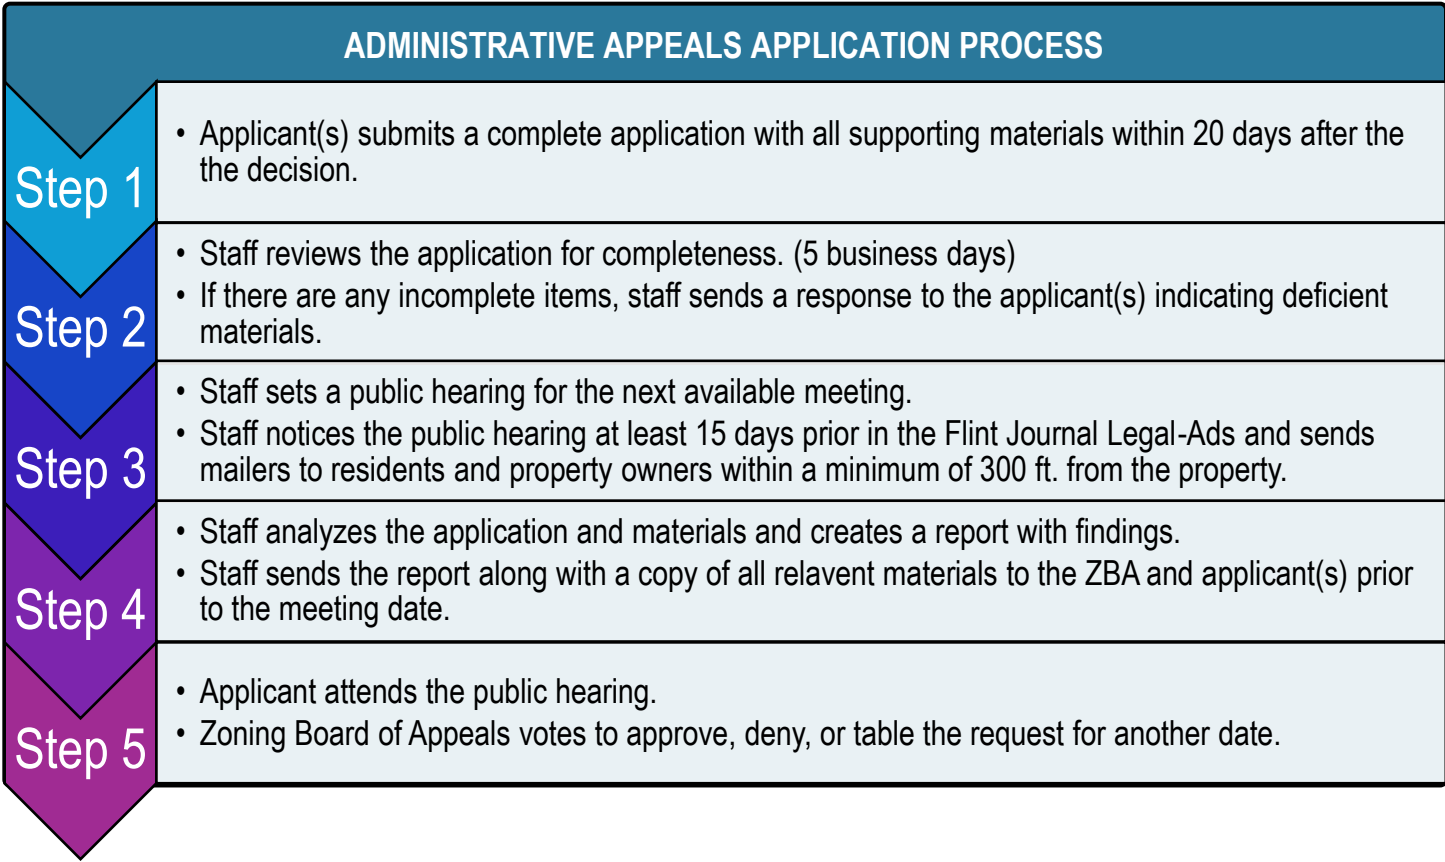 ADMINISTRATIVE APPEALS APPLICATION PROCESS
Step 1
• Applicant(s) submits a complete application with all supporting materials within 20 days after the
the decision.
Step 2
• Staff reviews the application for completeness. (5 business days)
• If there are any incomplete items, staff sends a response to the applicant(s) indicating deficient
materials.
Step 3
• Staff sets a public hearing for the next available meeting.
• Staff notices the public hearing at least 15 days prior in the Flint Journal Legal-Ads and sends
mailers to residents and property owners within a minimum of 300 ft. from the property.
Step 4
• Staff analyzes the application and materials and creates a report with findings.
• Staff sends the report along with a copy of all relavent materials to the ZBA and applicant(s) prior
to the meeting date.
Step 5
• Applicant attends the public hearing.
• Zoning Board of Appeals votes to approve, deny, or table the request for another date.